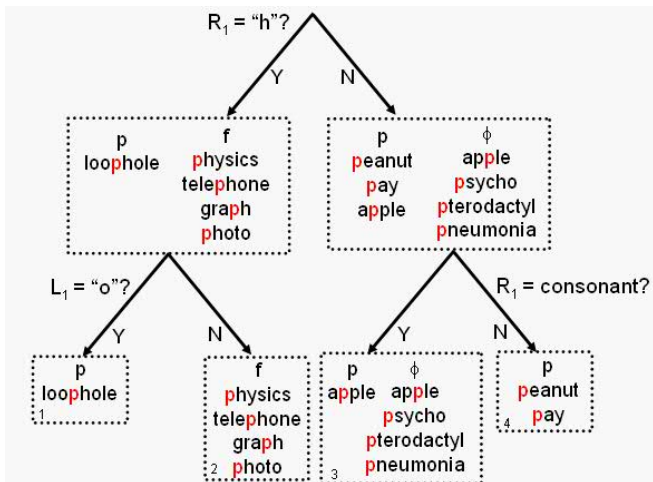 R1 = "h"?
Y N
p f
loophole physics
telephone
graph
photo
p ϕ
peanut apple
pay psycho
apple pterodactyl
pneumonia
L1 = "o"?
Y N
R1 = consonant?
Y N
p
loophole
1
f
physics
telephone
graph
2 photo
p ϕ
apple apple
psycho
pterodactyl
3 pneumonia
p
peanut
4 pay